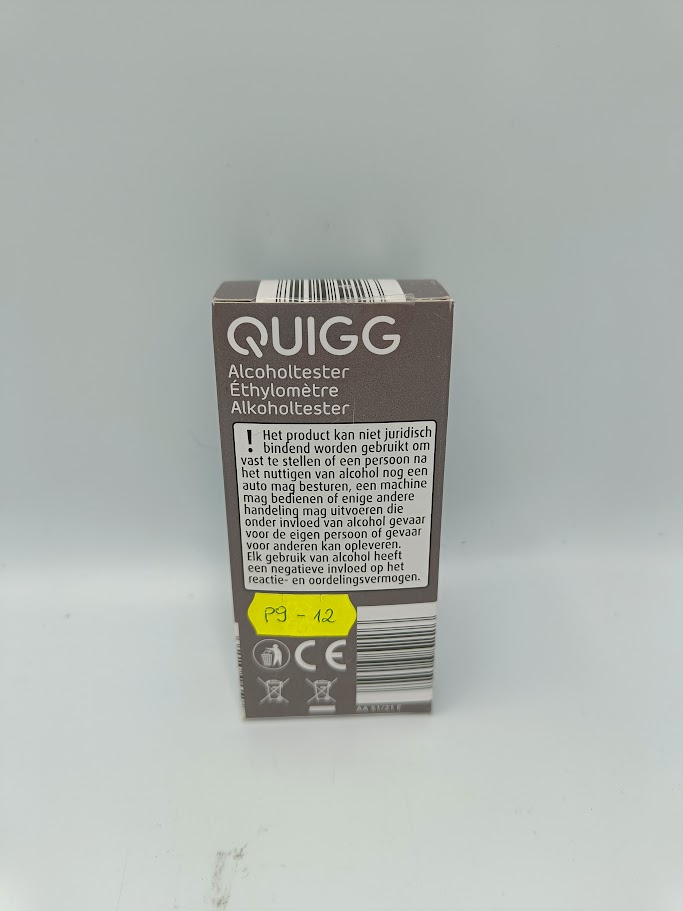 QUIGG
Alcoholtester
Éthylomètre
Alkoholtester
! Het product kan niet juridisch
bindend worden gebruikt om
vast te stellen of een persoon na
het nuttigen van alcohol nog een
auto mag besturen, een machine
mag bedienen of enige andere
handeling mag uitvoeren die
onder invloed van alcohol gevaar
voor de eigen persoon of gevaar
voor anderen kan opleveren.
Elk gebruik van alcohol heeft
een negatieve invloed op het
reactie- en oordelingsvermogen.
P9 - 12
CE
AA 51/21 E